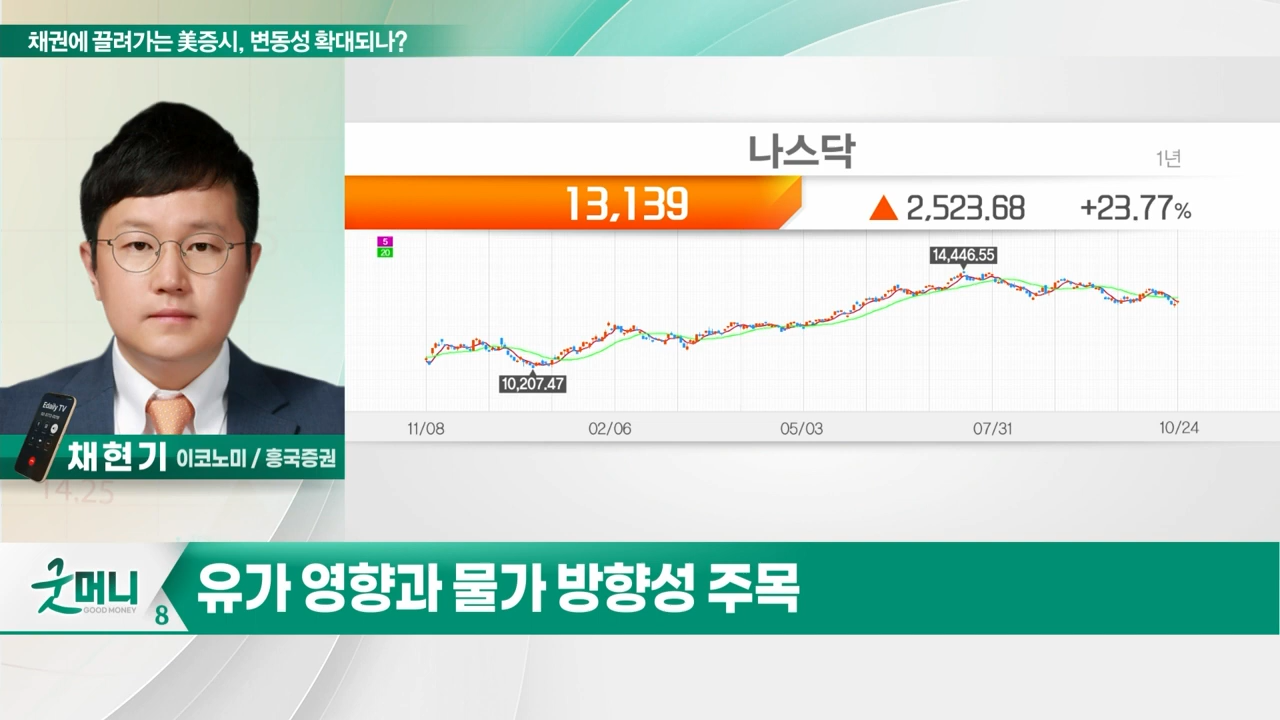 채권에 끌려가는 美증시, 변동성 확대되나?
나스닥
1년
13,139
▲ 2,523.68 +23.77%
5
20
14,446.55
10,207.47
11/08 02/06 05/03 07/31 10/24
Edaily TV
채현기 이코노미 / 흥국증권
14.25
굿머니
GOOD MONEY
8
유가 영향과 물가 방향성 주목